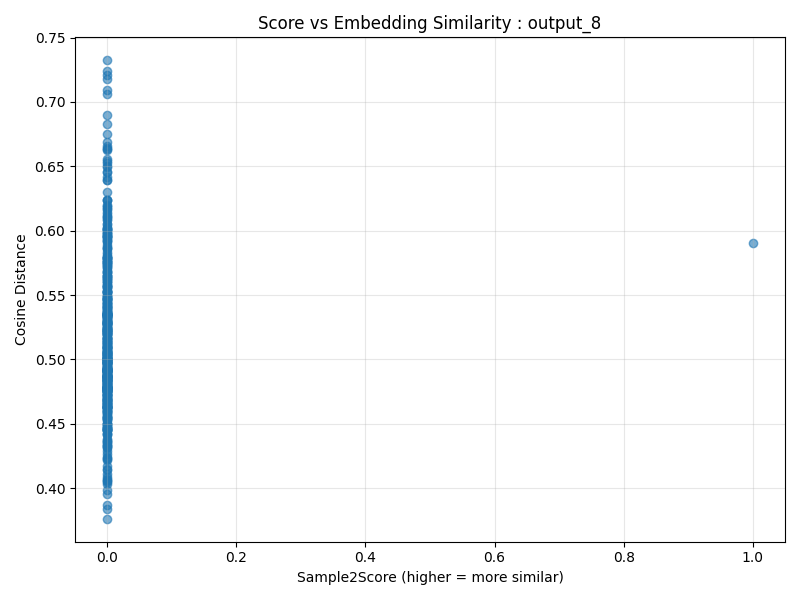 Score vs Embedding Similarity : output_8
Cosine Distance
0.75
0.70
0.65
0.60
0.55
0.50
0.45
0.40
0.0 0.2 0.4 0.6 0.8 1.0
Sample2Score (higher = more similar)